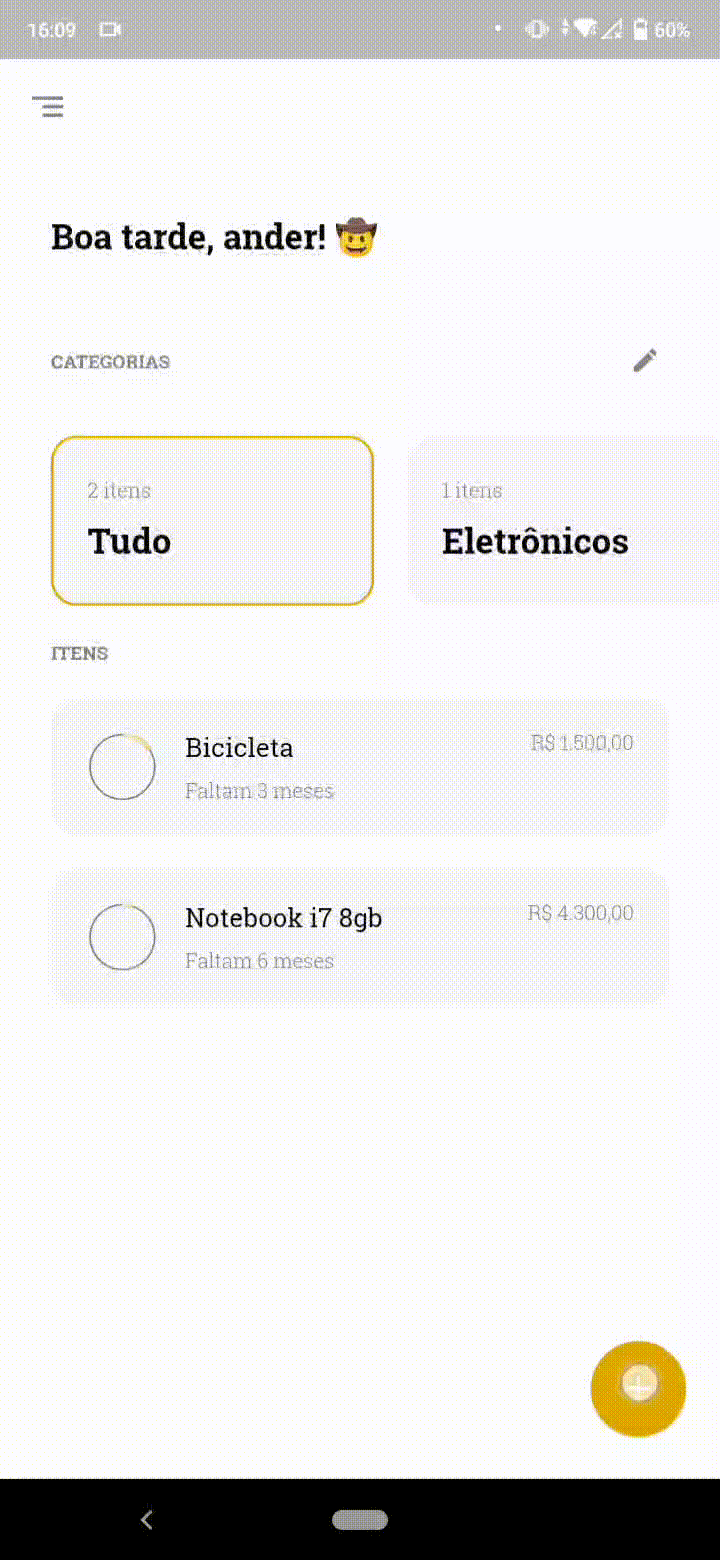 16:09 60%
Boa tarde, ander! 🤠
CATEGORIAS
2 itens
Tudo
1 itens
Eletrônicos
ITENS
Bicicleta
R$ 1.500,00
Faltam 3 meses
Notebook i7 8gb
R$ 4.300,00
Faltam 6 meses